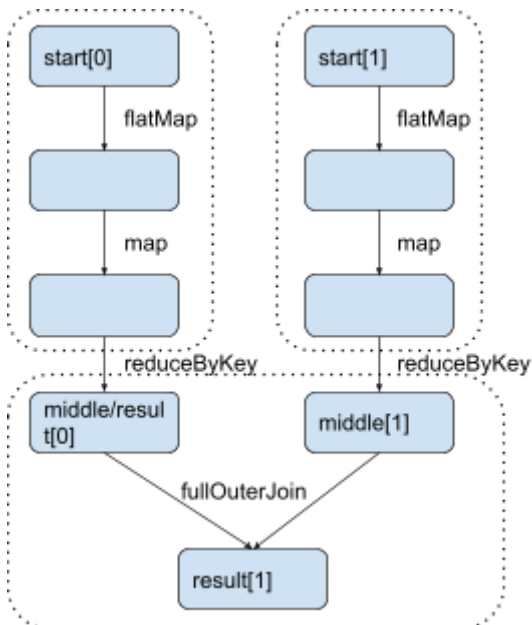 start[0]
start[1]
flatMap
flatMap
map
map
reduceByKey
reduceByKey
middle/resul
t[0]
middle[1]
fullOuterJoin
result[1]